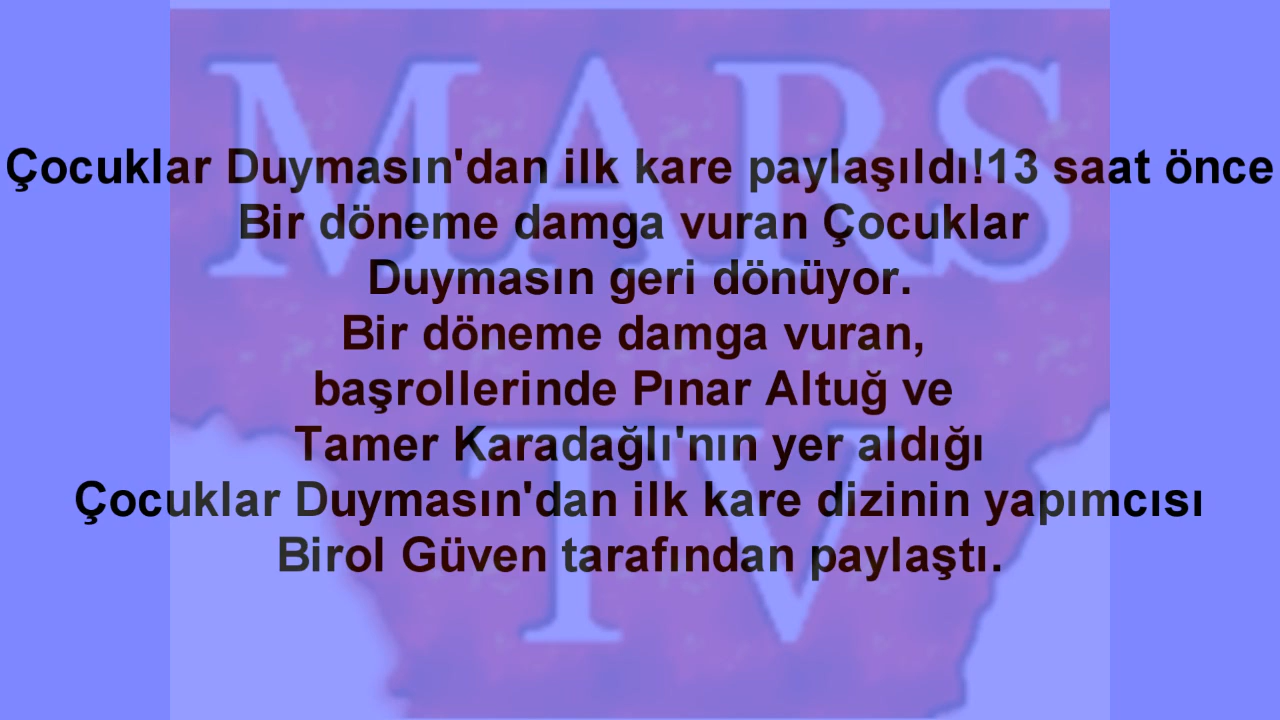 MARS
TV
Çocuklar Duymasın'dan ilk kare paylaşıldı!13 saat önce
Bir döneme damga vuran Çocuklar
Duymasın geri dönüyor.
Bir döneme damga vuran,
başrollerinde Pınar Altuğ ve
Tamer Karadağlı'nın yer aldığı
Çocuklar Duymasın'dan ilk kare dizinin yapımcısı
Birol Güven tarafından paylaştı.